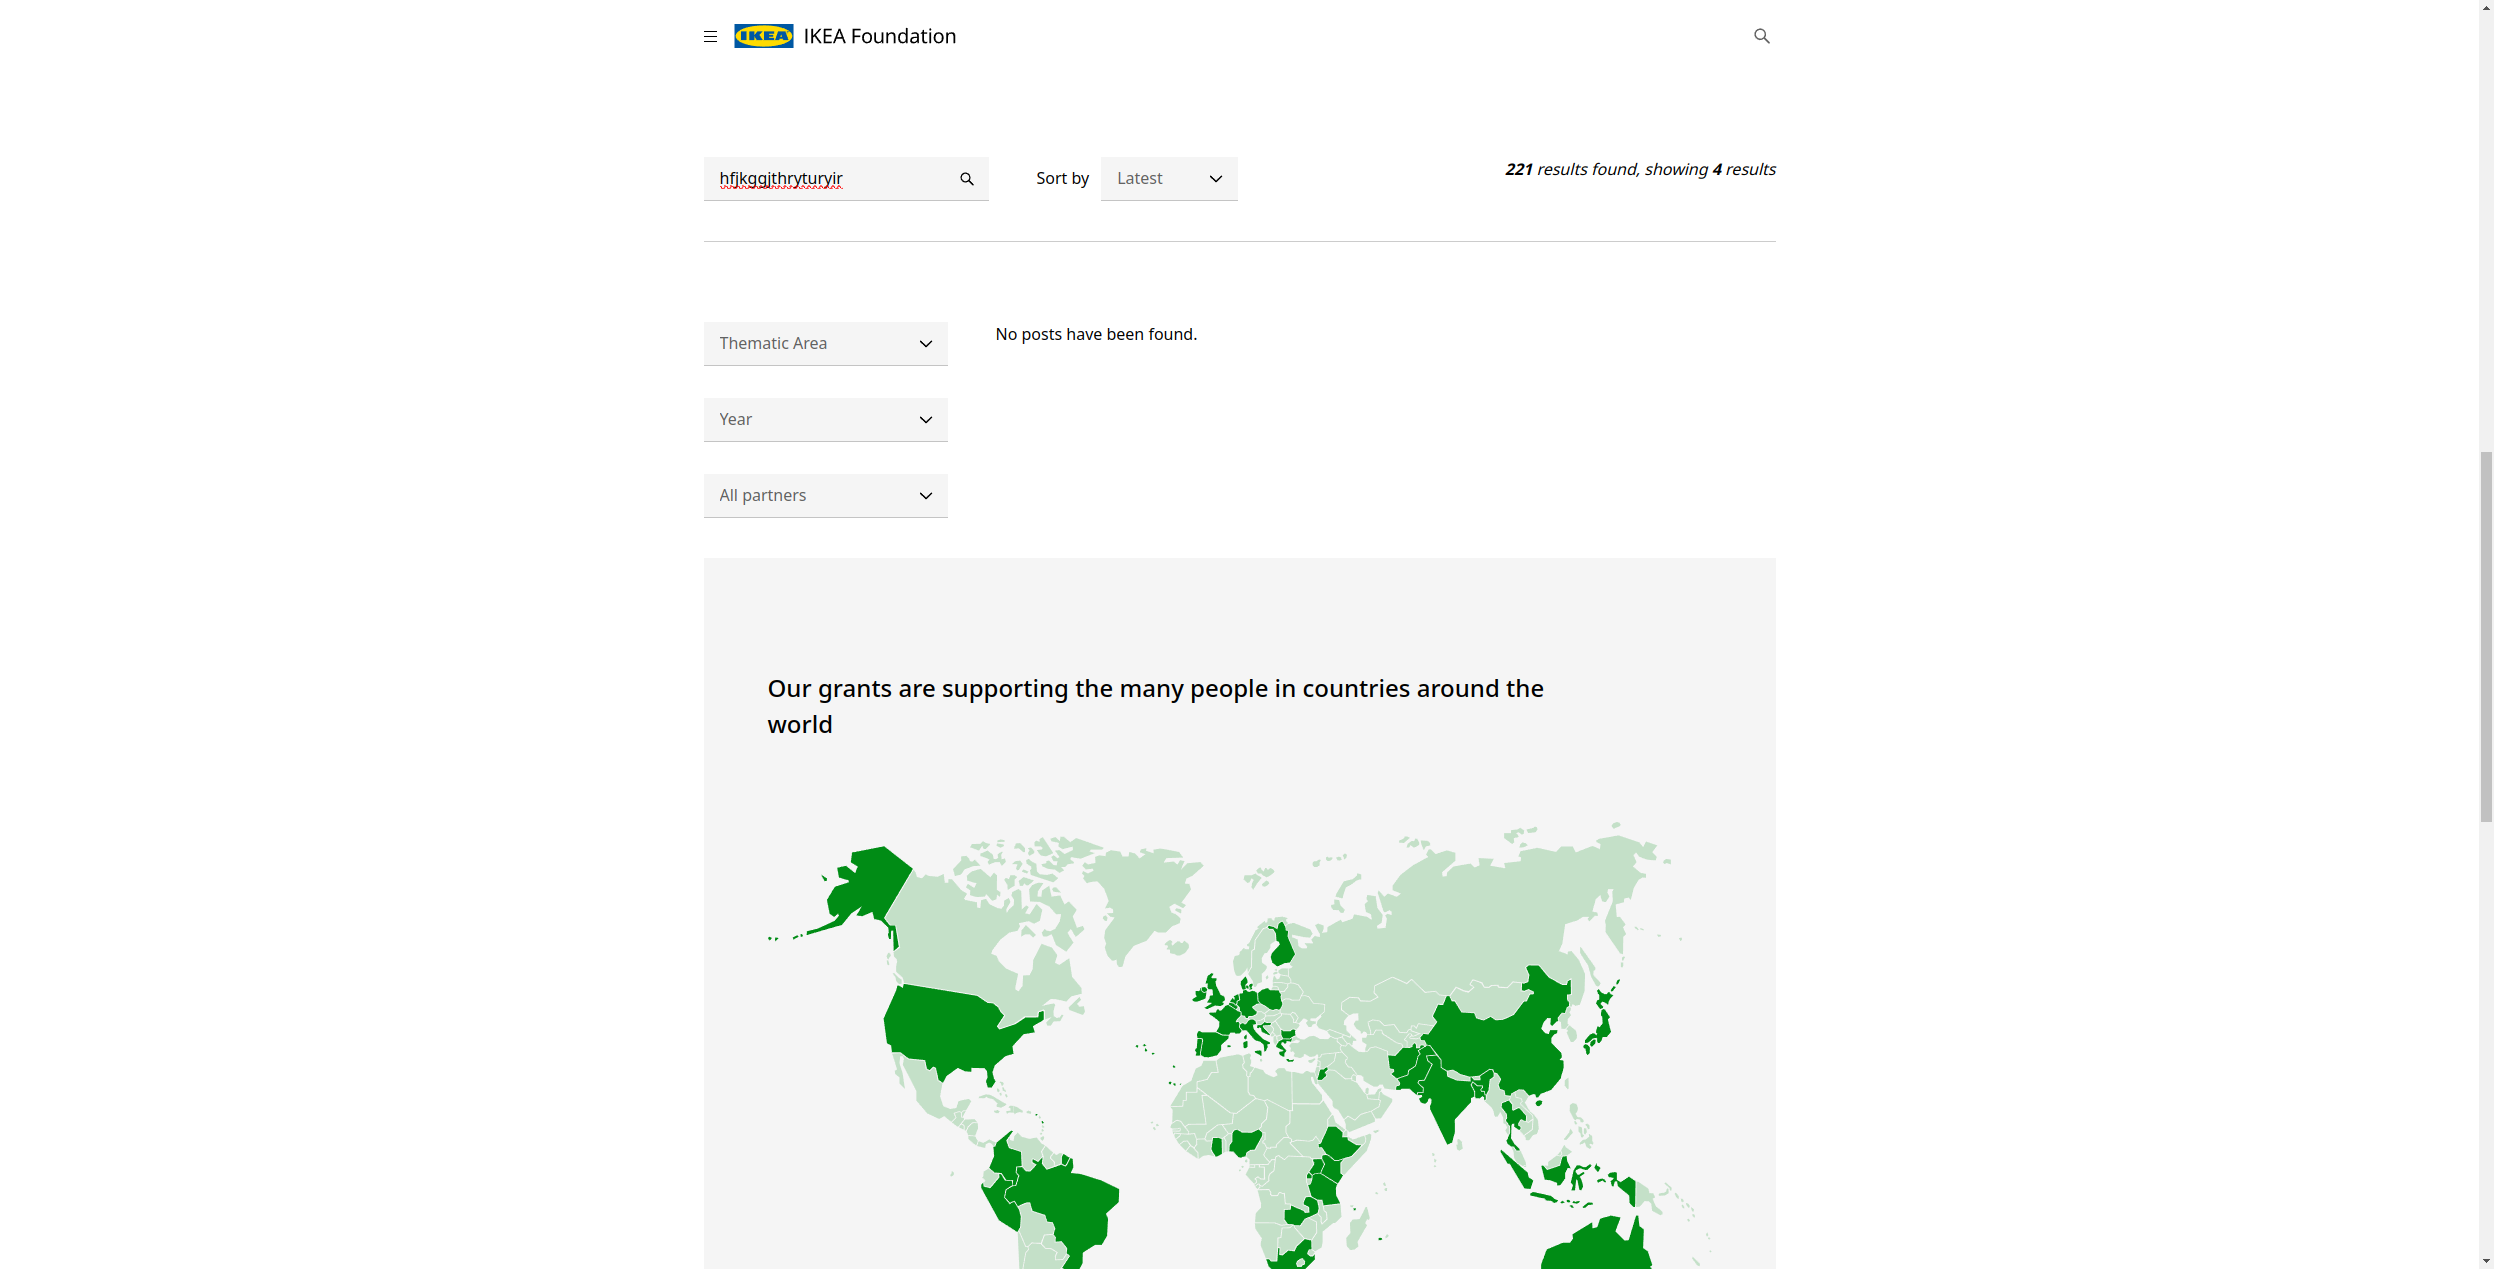 IKEA IKEA Foundation
hfjkggjthryturyir
Sort by
Latest
221 results found, showing 4 results
Thematic Area
No posts have been found.
Year
All partners
Our grants are supporting the many people in countries around the
world